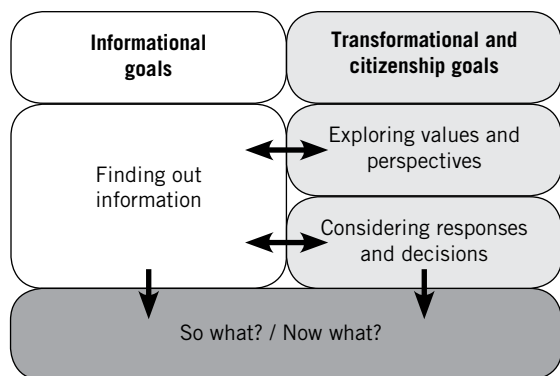 Informational
goals
Transformational and
citizenship goals
Finding out
information
Exploring values and
perspectives
Considering responses
and decisions
So what? / Now what?